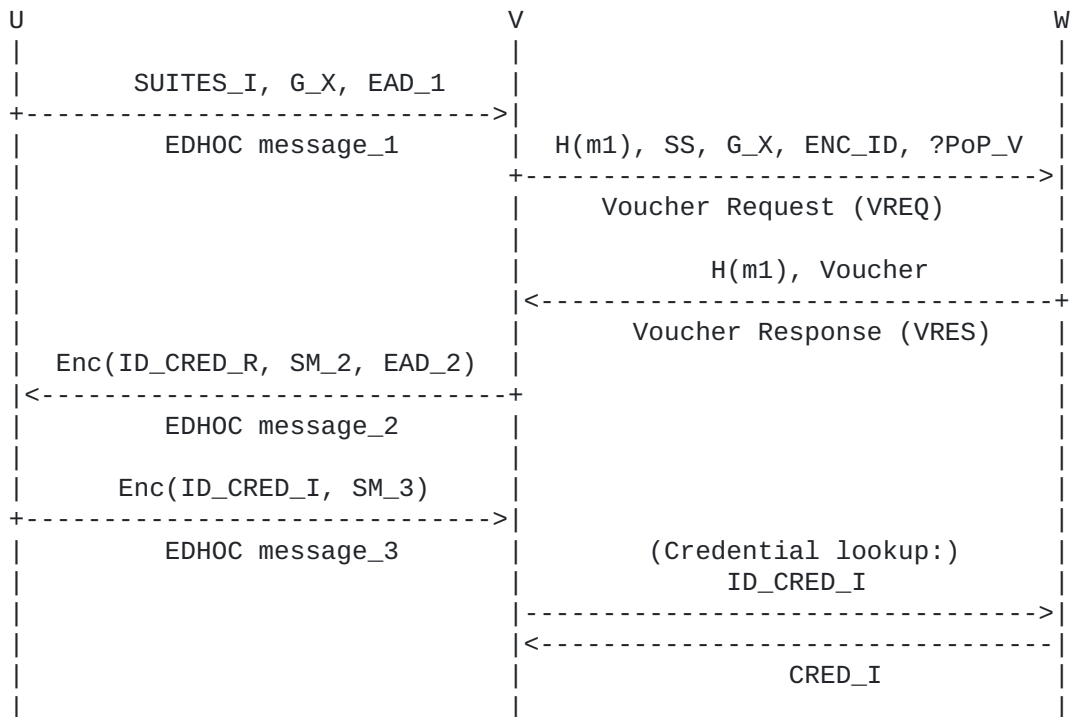 U V W
SUITES_I, G_X, EAD_1
EDHOC message_1
H(m1), SS, G_X, ENC_ID, ?PoP_V
Voucher Request (VREQ)
H(m1), Voucher
Voucher Response (VRES)
Enc(ID_CRED_R, SM_2, EAD_2)
EDHOC message_2
Enc(ID_CRED_I, SM_3)
EDHOC message_3
(Credential lookup:)
ID_CRED_I
CRED_I